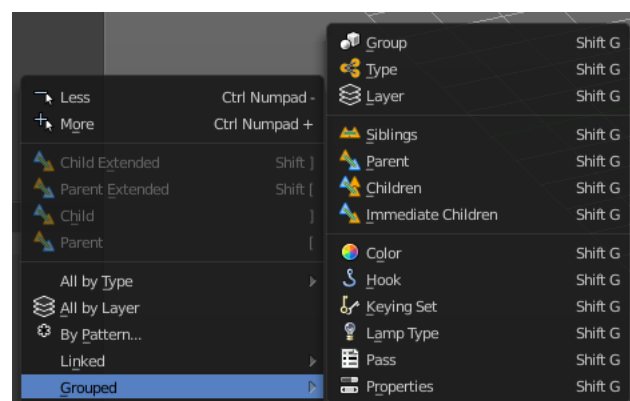 Less Ctrl Numpad -
More Ctrl Numpad +
Child Extended Shift ]
Parent Extended Shift [
Child ]
Parent [
All by Type
All by Layer
By Pattern...
Linked
Grouped
Group Shift G
Type Shift G
Layer Shift G
Siblings Shift G
Parent Shift G
Children Shift G
Immediate Children Shift G
Color Shift G
Hook Shift G
Keying Set Shift G
Lamp Type Shift G
Pass Shift G
Properties Shift G